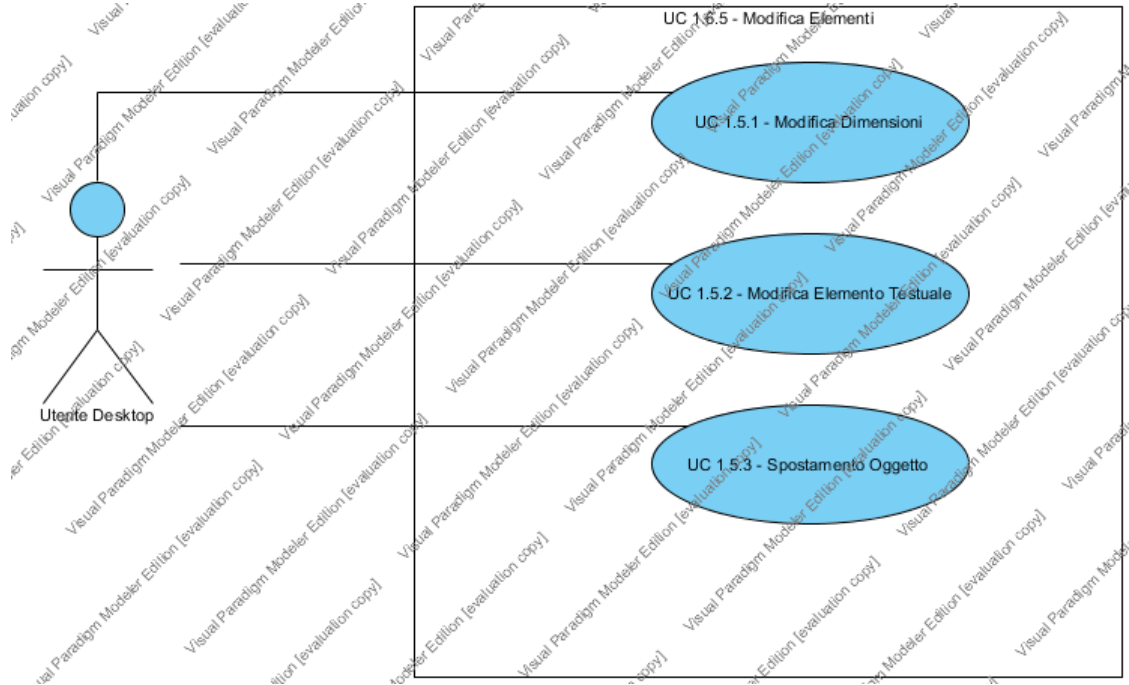 UC 1.6.5 - Modifica Elementi
UC 1.5.1 - Modifica Dimensioni
UC 1.5.2 - Modifica Elemento Testuale
Utente Desktop
UC 1.5.3 - Spostamento Oggetto
Visual Paradigm Modeler Edition [evaluation copy]